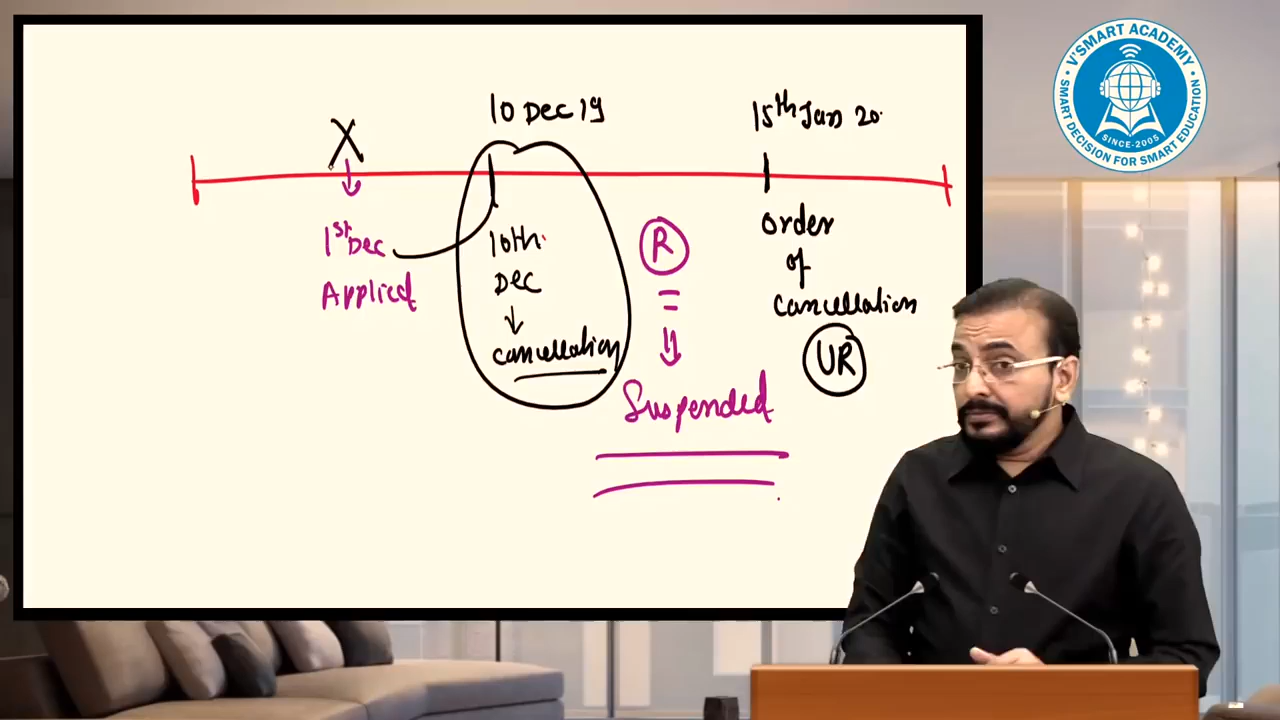 V'SMART ACADEMY
SMART DECISION FOR SMART EDUCATION
SINCE-2005
X
10 Dec 19
15th Jan 20
1st Dec
Applied
10th
Dec
cancellation
R
Suspended
order
of
cancellation
UR